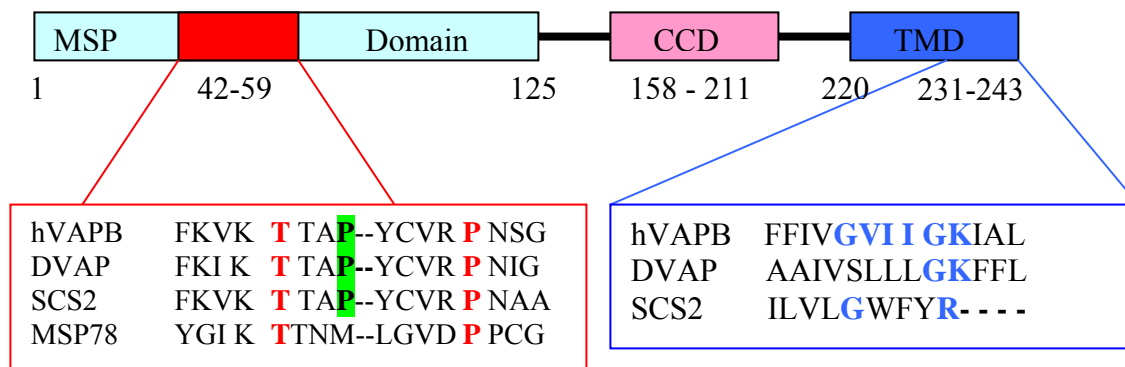 MSP Domain CCD TMD
1 42-59 125 158 - 211 220 231-243
hVAPB FKVK T TAP--YCVR P NSG
DVAP FKI K T TAP--YCVR P NIG
SCS2 FKVK T TAP--YCVR P NAA
MSP78 YGI K TTNM--LGVD P PCG
hVAPB FFIVGVI I GKIAL
DVAP AAIVSLLLGKFFL
SCS2 ILVLGWFYR- - - -